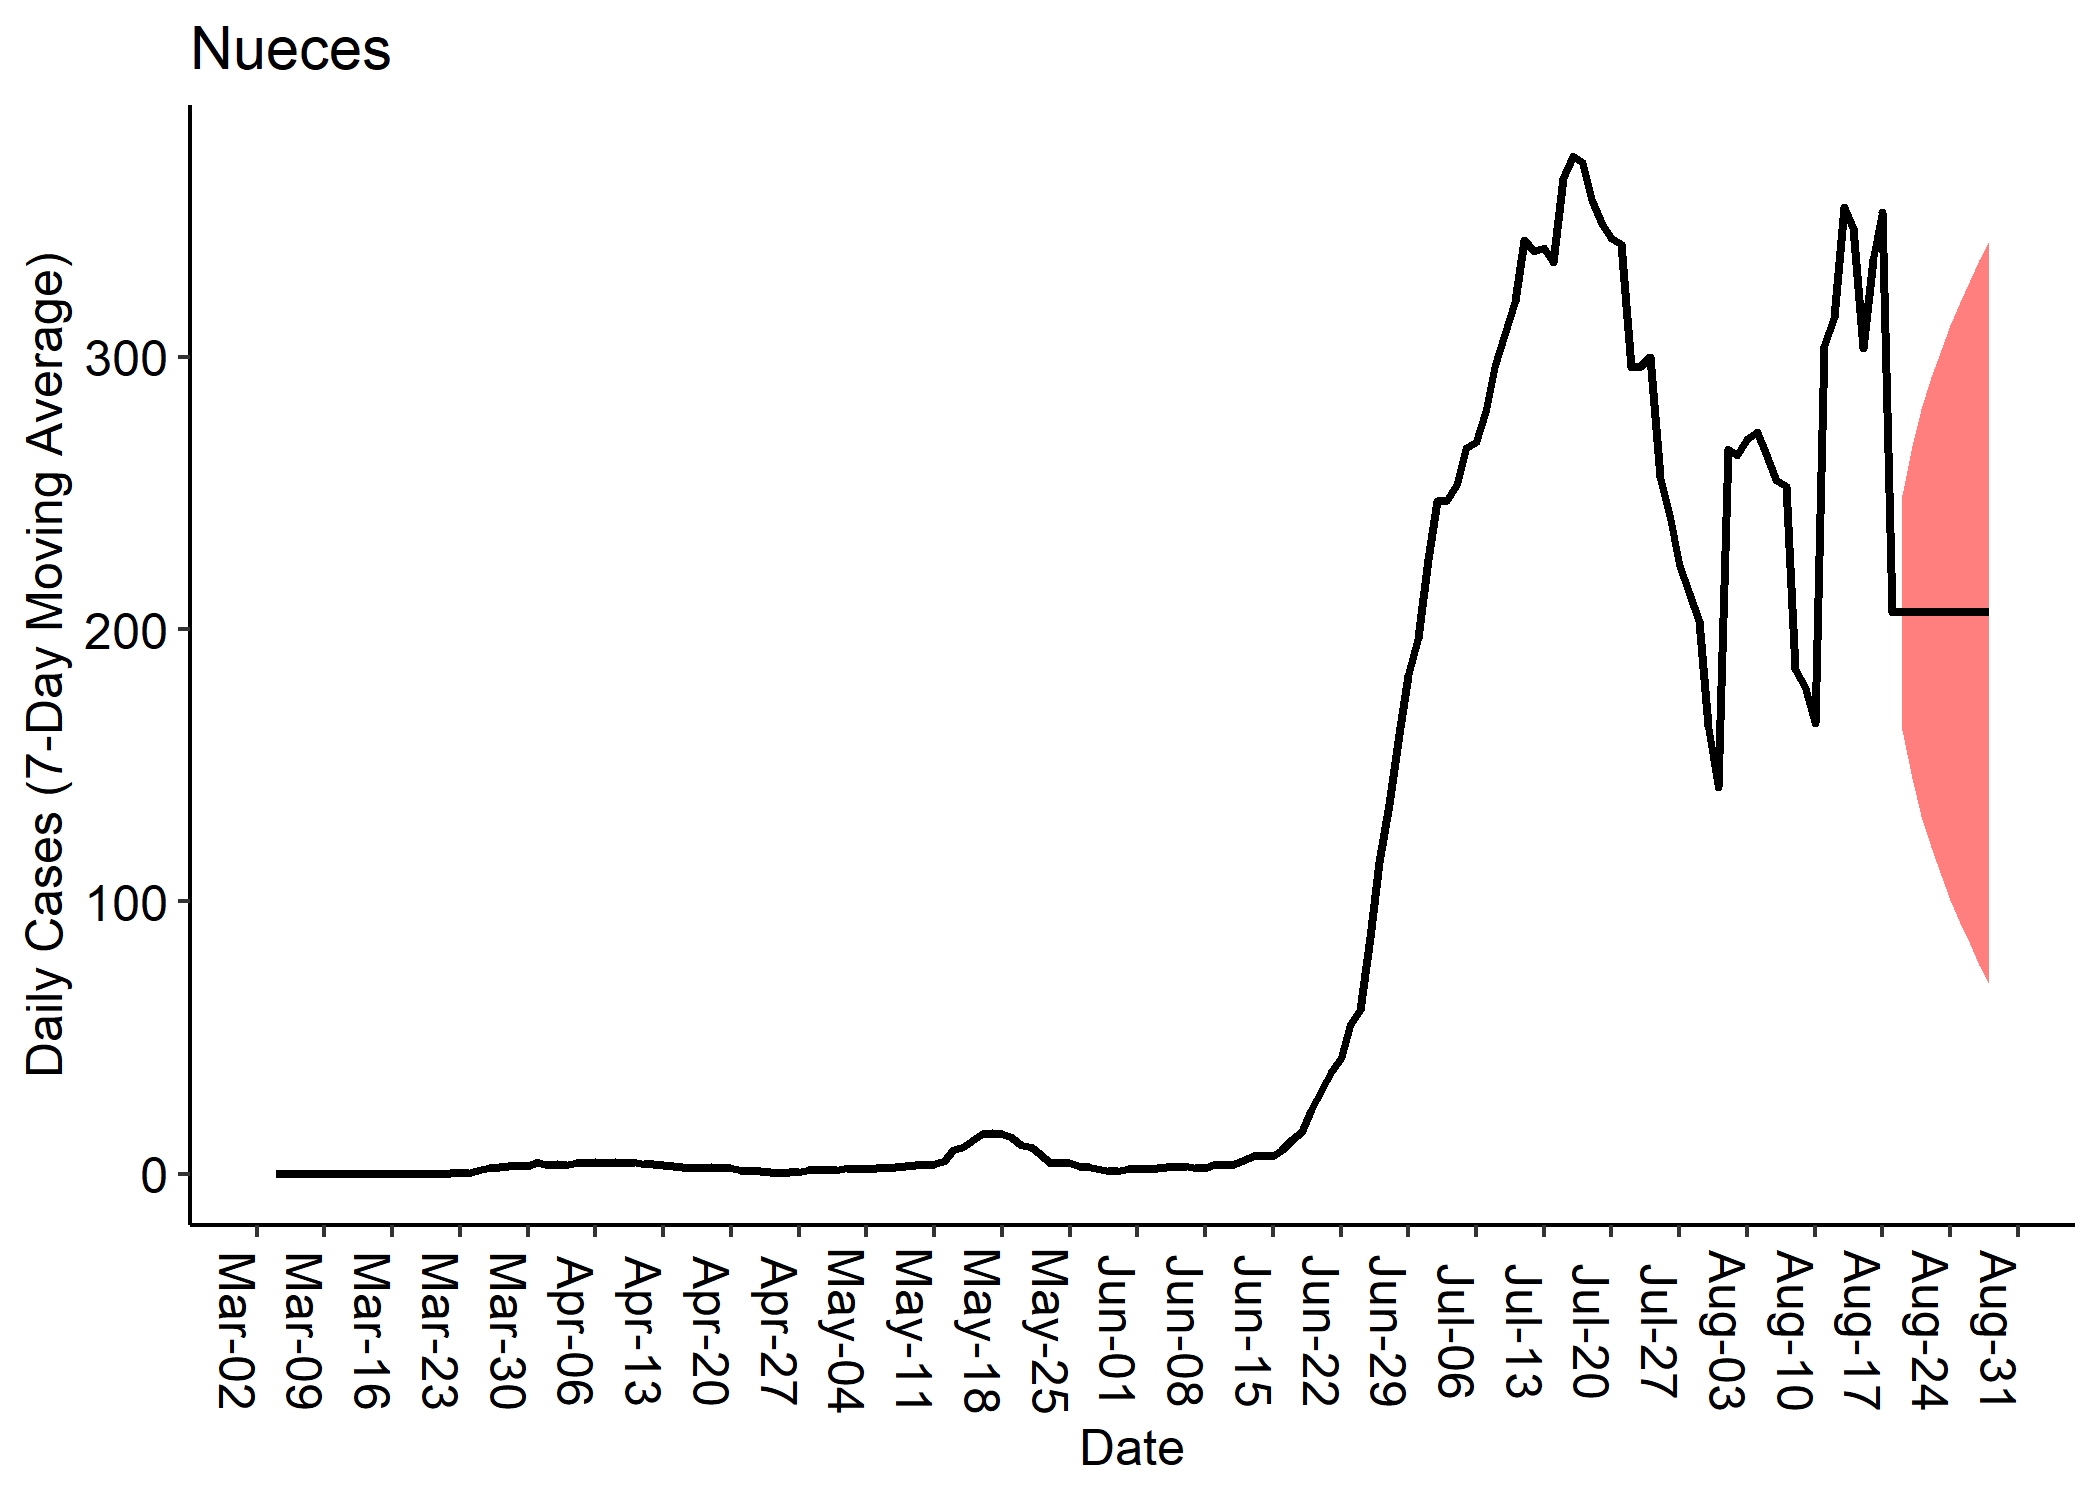 Nueces
Daily Cases (7-Day Moving Average)
300
200
100
0
Mar-02
Mar-09
Mar-16
Mar-23
Mar-30
Apr-06
Apr-13
Apr-20
Apr-27
May-04
May-11
May-18
May-25
Jun-01
Jun-08
Jun-15
Jun-22
Jun-29
Jul-06
Jul-13
Jul-20
Jul-27
Aug-03
Aug-10
Aug-17
Aug-24
Aug-31
Date